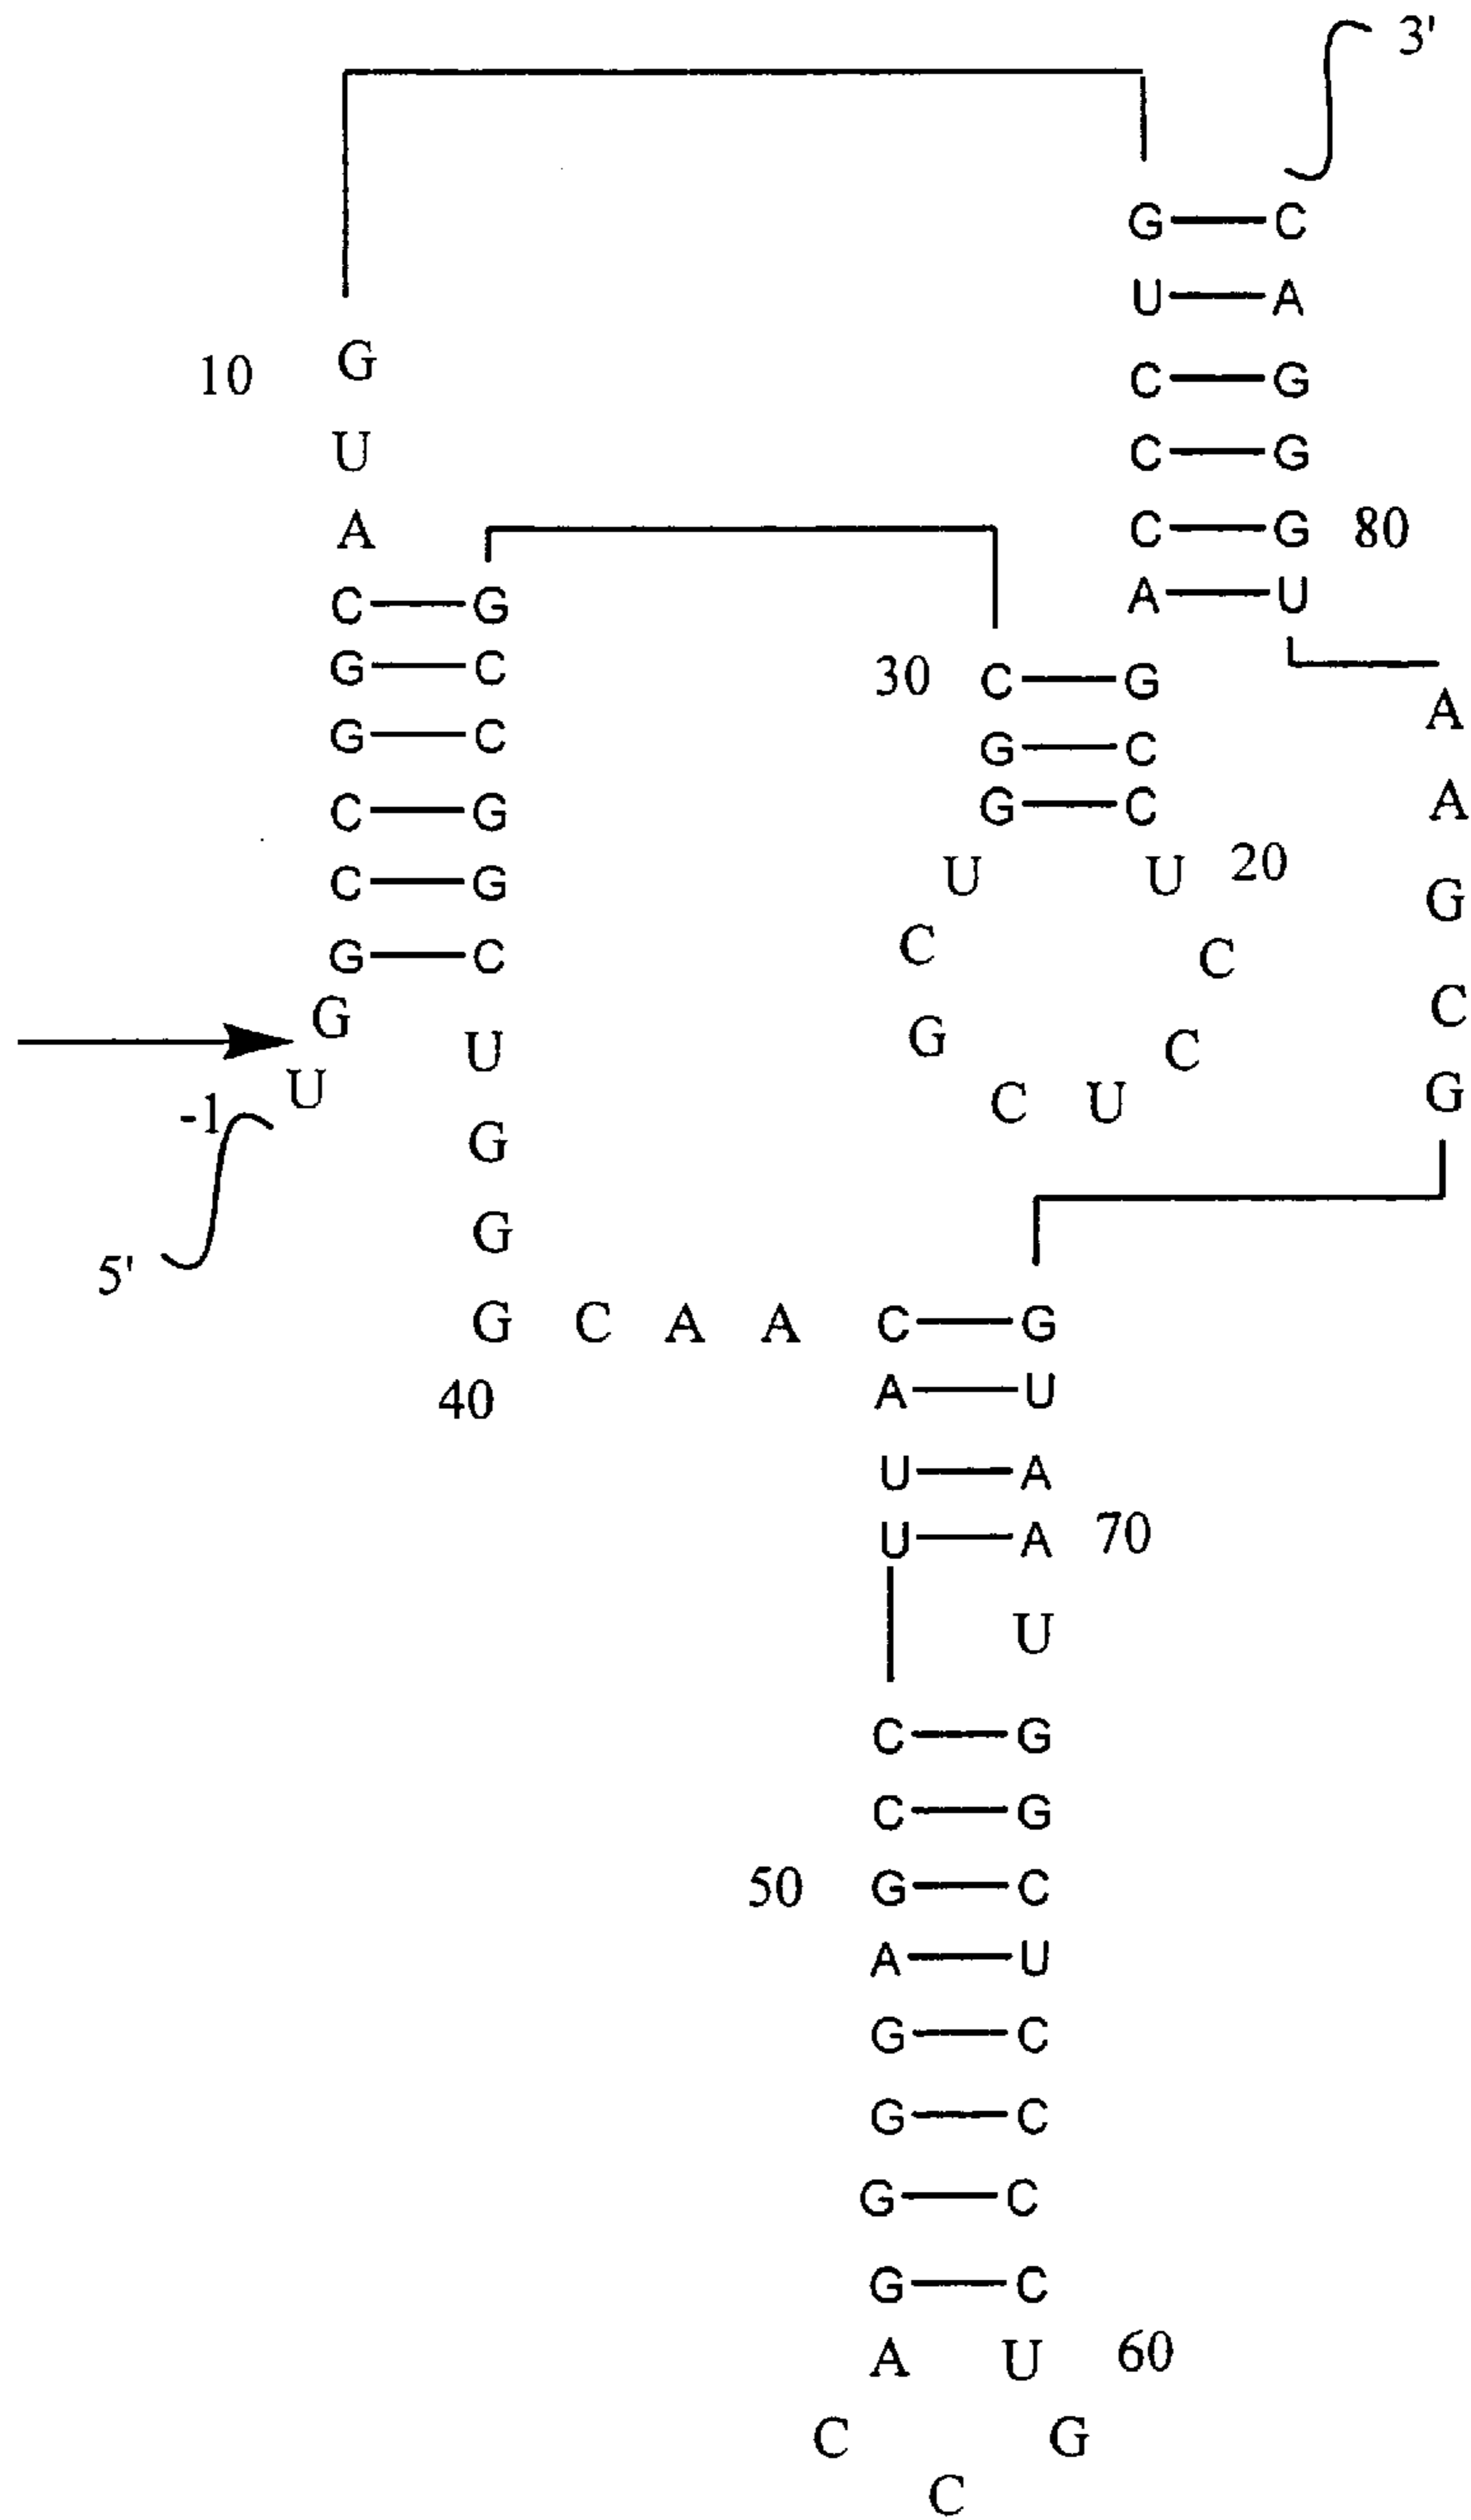 3'
G C
U A
10 G C G
U C G
A C G 80
C G A U
G C 30 C G A
G C G C A
C G G C
C G U U 20 G
G C C C
G G C C
-1 U U C U G
5' G
G
G C A A C G
40 A U
U A
U A 70
U
C G
C G
50 G C
A U
G C
G C
G C
G C
A U 60
C G
C